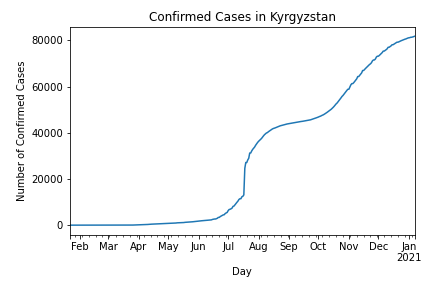 Confirmed Cases in Kyrgyzstan
Number of Confirmed Cases
80000
60000
40000
20000
0
Feb Mar Apr May Jun Jul Aug Sep Oct Nov Dec Jan
2021
Day